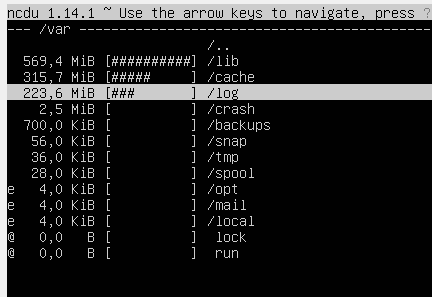 ncdu 1.14.1 ~ Use the arrow keys to navigate, press ?
--- /var ---------------------------------------------
                         /..
  569,4 MiB [##########] /lib
  315,7 MiB [#####     ] /cache
  223,6 MiB [###       ] /log
    2,5 MiB [          ] /crash
  700,0 KiB [          ] /backups
   56,0 KiB [          ] /snap
   36,0 KiB [          ] /tmp
   28,0 KiB [          ] /spool
e   4,0 KiB [          ] /opt
e   4,0 KiB [          ] /mail
e   4,0 KiB [          ] /local
@   0,0   B [          ]  lock
@   0,0   B [          ]  run